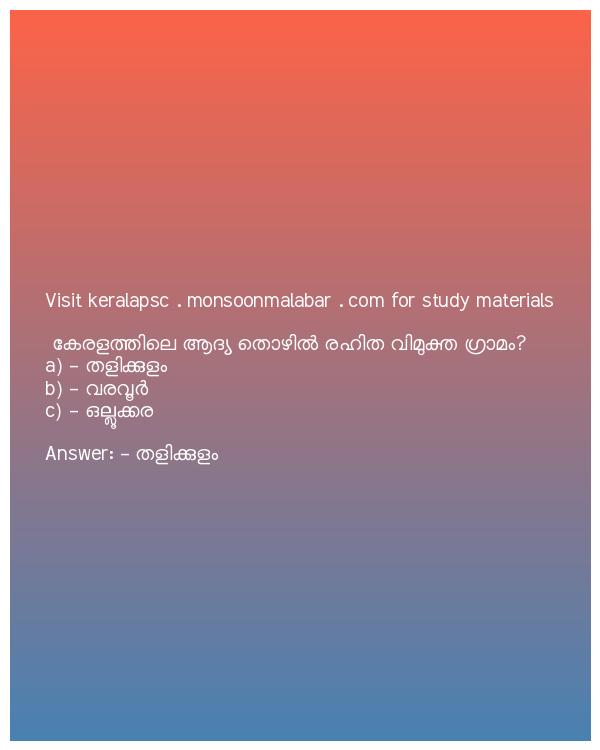 Visit keralapsc . monsoonmalabar . com for study materials
കേരളത്തിലെ ആദ്യ തൊഴിൽ രഹിത വിമുക്ത ഗ്രാമം?
a) – തളിക്കുളം
b) – വരവൂർ
c) – ഒല്ലൂക്കര
Answer: – തളിക്കുളം